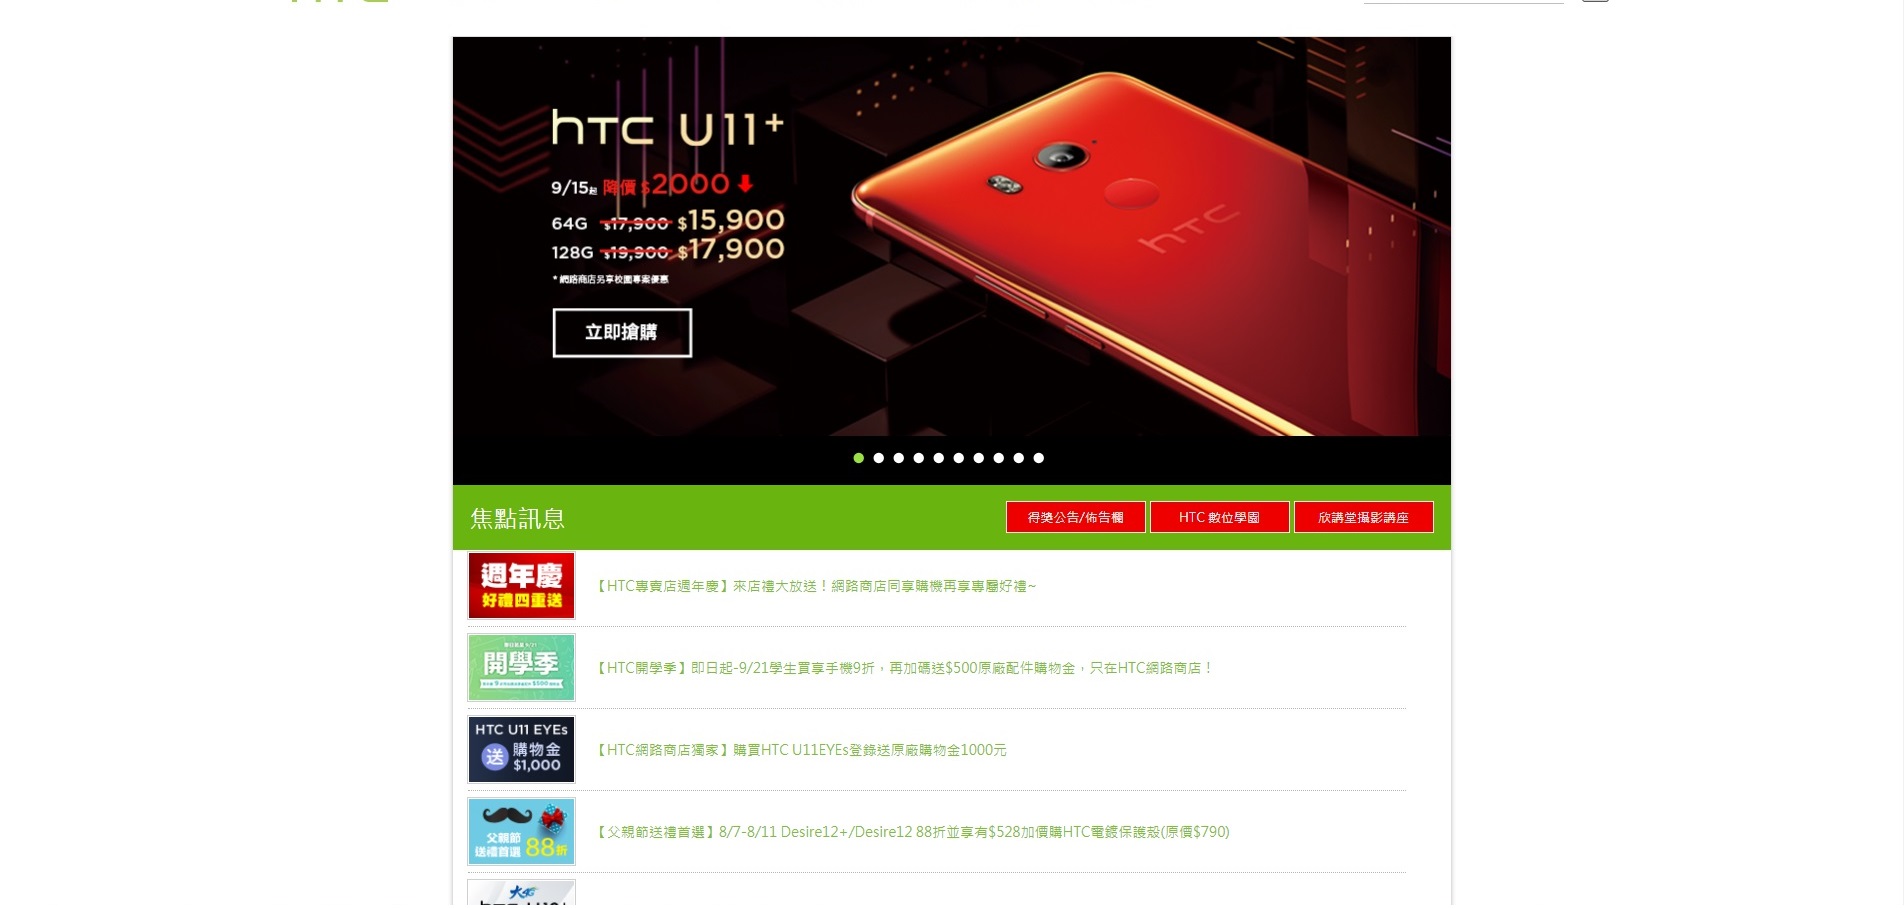 hTC U11+
9/15起 降價 $2000
64G $17,900 $15,900
128G $19,900 $17,900
* 網路商店另享校園專案優惠
立即搶購
hTC
焦點訊息
得獎公告/佈告欄
HTC 數位學園
欣講堂攝影講座
週年慶
好禮四重送
【HTC專賣店週年慶】來店禮大放送！網路商店同享購機再享專屬好禮~
開學季
【HTC開學季】即日起-9/21學生買享手機9折，再加碼送$500原廠配件購物金，只在HTC網路商店！
HTC U11 EYEs
送 購物金
$1,000
【HTC網路商店獨家】購買HTC U11EYEs登錄送原廠購物金1000元
父親節
送禮首選 88折
【父親節送禮首選】8/7-8/11 Desire12+/Desire12 88折並享有$528加價購HTC電鍍保護殼(原價$790)
大4G